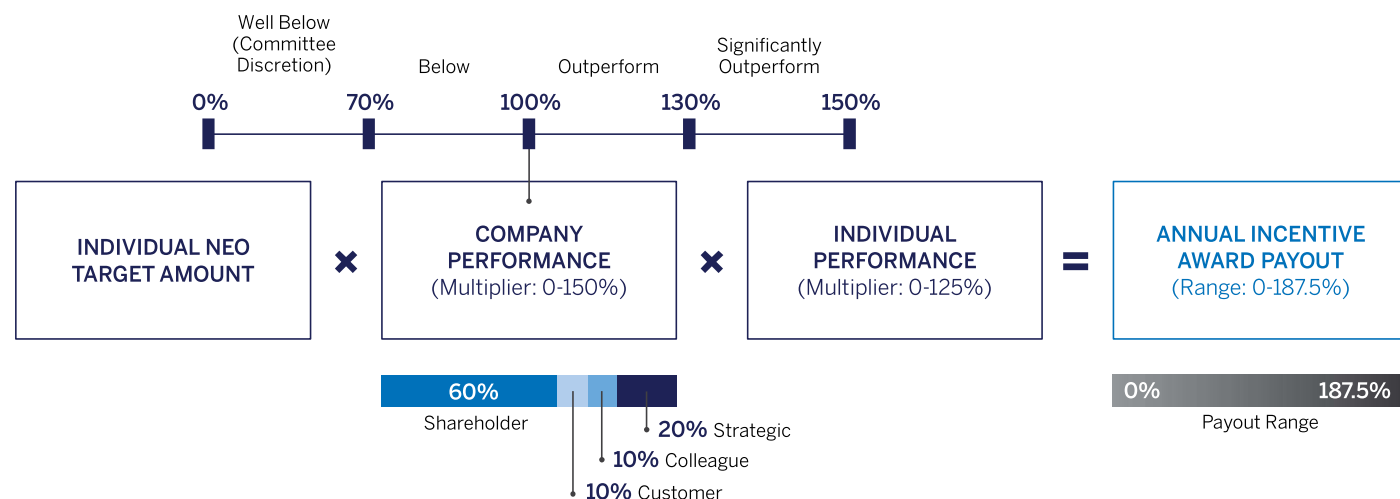 Well Below
(Committee
Discretion)
Below
Outperform
Significantly
Outperform
0%
70%
100%
130%
150%
INDIVIDUAL NEO
TARGET AMOUNT
×
COMPANY
PERFORMANCE
(Multiplier: 0-150%)
×
INDIVIDUAL
PERFORMANCE
(Multiplier: 0-125%)
=
ANNUAL INCENTIVE
AWARD PAYOUT
(Range: 0-187.5%)
60%
Shareholder
20% Strategic
10% Colleague
10% Customer
0%
187.5%
Payout Range